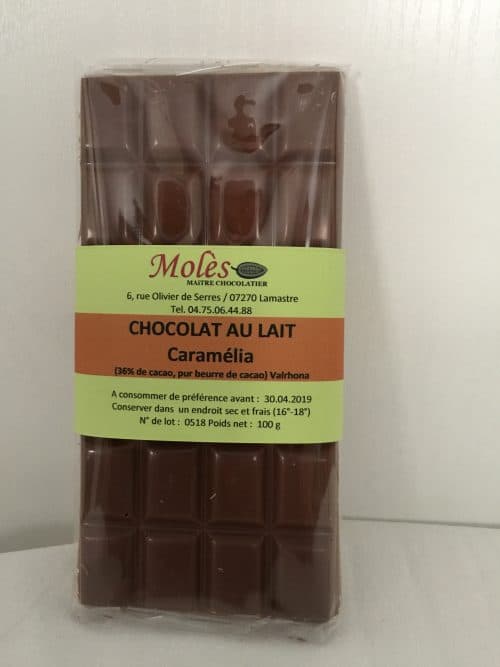 Molès
MAÎTRE CHOCOLATIER
6, rue Olivier de Serres / 07270 Lamastre
Tel. 04.75.06.44.88
CHOCOLAT AU LAIT
Caramélia
(36% de cacao, pur beurre de cacao) Valrhona
A consommer de préférence avant : 30.04.2019
Conserver dans un endroit sec et frais (16°-18°)
N° de lot : 0518 Poids net : 100 g